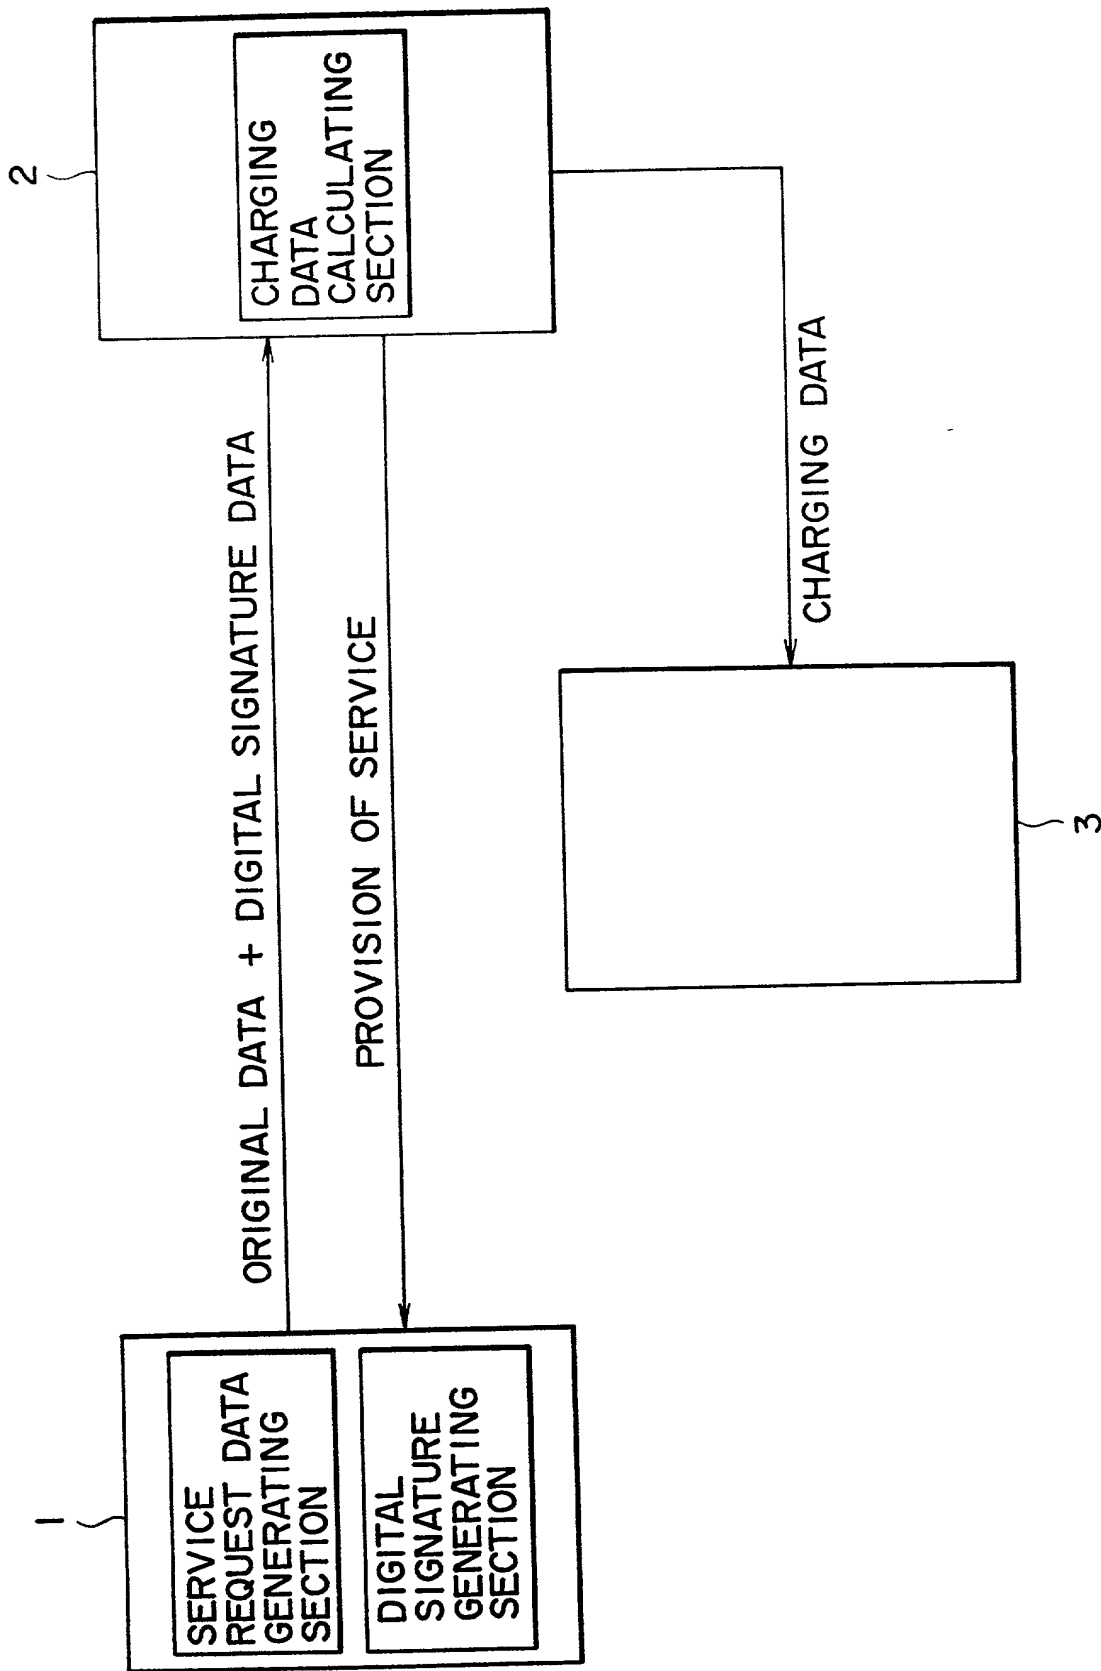 1
SERVICE
REQUEST DATA
GENERATING
SECTION
DIGITAL
SIGNATURE
GENERATING
SECTION
ORIGINAL DATA + DIGITAL SIGNATURE DATA
PROVISION OF SERVICE
2
CHARGING
DATA
CALCULATING
SECTION
CHARGING DATA
3